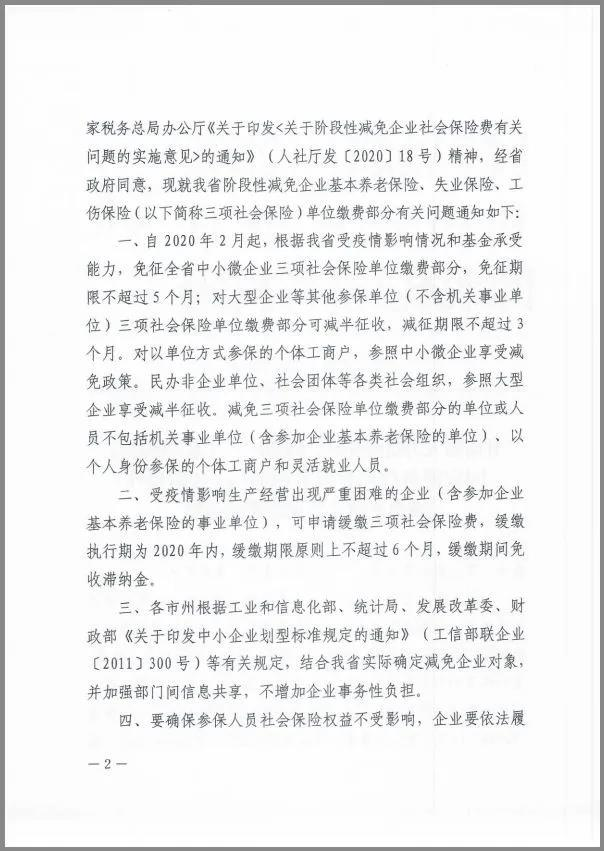 家税务总局办公厅《关于印发<关于阶段性减免企业社会保险费有关
问题的实施意见>的通知》（人社厅发〔2020〕18号）精神，经省
政府同意，现就我省阶段性减免企业基本养老保险、失业保险、工
伤保险（以下简称三项社会保险）单位缴费部分有关问题通知如下：
一、自2020年2月起，根据我省受疫情影响情况和基金承受
能力，免征全省中小微企业三项社会保险单位缴费部分，免征期
限不超过5个月；对大型企业等其他参保单位（不含机关事业单
位）三项社会保险单位缴费部分可减半征收，减征期限不超过3
个月。对以单位方式参保的个体工商户，参照中小微企业享受减
免政策。民办非企业单位、社会团体等各类社会组织，参照大型
企业享受减半征收。减免三项社会保险单位缴费部分的单位或人
员不包括机关事业单位（含参加企业基本养老保险的单位）、以
个人身份参保的个体工商户和灵活就业人员。
二、受疫情影响生产经营出现严重困难的企业（含参加企业
基本养老保险的事业单位），可申请缓缴三项社会保险费，缓缴
执行期为2020年内，缓缴期限原则上不超过6个月，缓缴期间免
收滞纳金。
三、各市州根据工业和信息化部、统计局、发展改革委、财
政部《关于印发中小企业划型标准规定的通知》（工信部联企业
〔2011〕300号）等有关规定，结合我省实际确定减免企业对象，
并加强部门间信息共享，不增加企业事务性负担。
四、要确保参保人员社会保险权益不受影响，企业要依法履
—2—